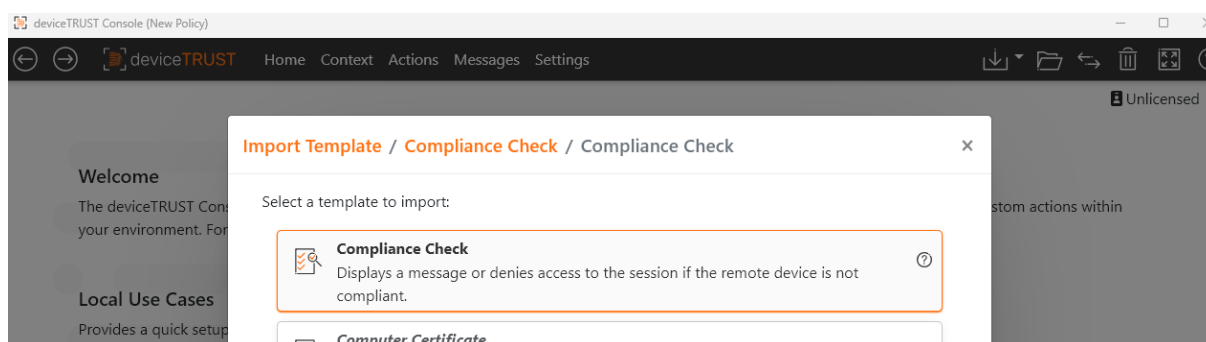 deviceTRUST Console (New Policy)
deviceTRUST Home Context Actions Messages Settings
Unlicensed
Import Template / Compliance Check / Compliance Check
Welcome
The deviceTRUST Cons
stom actions within
your environment. For
Select a template to import:
Compliance Check
Displays a message or denies access to the session if the remote device is not
compliant.
Local Use Cases
Provides a quick setup
Computer Certificate